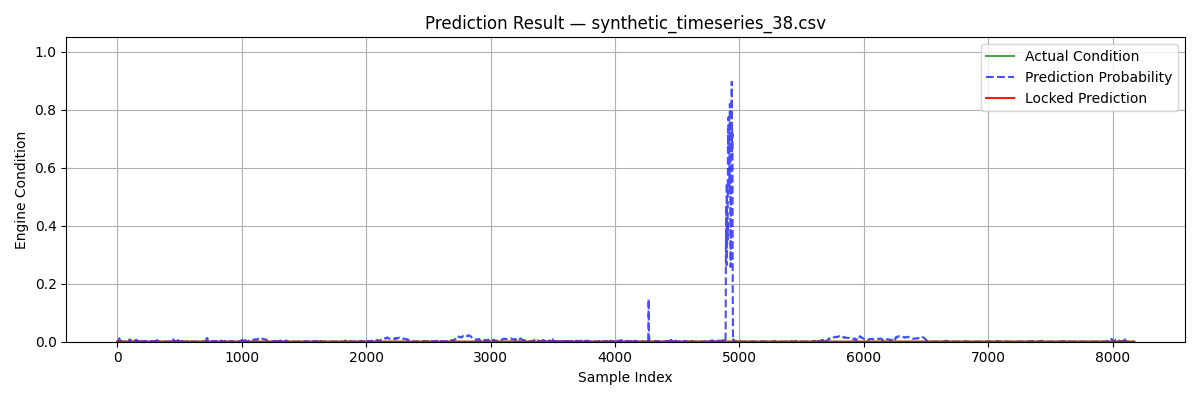 Prediction Result — synthetic_timeseries_38.csv
Actual Condition
Prediction Probability
Locked Prediction
Engine Condition
1.0
0.8
0.6
0.4
0.2
0.0
0 1000 2000 3000 4000 5000 6000 7000 8000
Sample Index